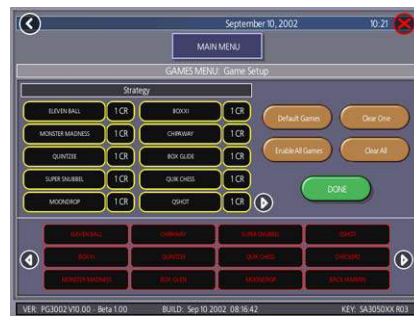 September 10, 2002 10:21
MAIN MENU
GAMES MENU: Game Setup
Strategy
ELEVEN BALL 1 CR BOXXI 1 CR
MONSTER MADNESS 1 CR CHIPAWAY 1 CR
QUINTZEE 1 CR BOX GLIDE 1 CR
SUPER SNUBBEL 1 CR QUIK CHESS 1 CR
MOONDROP 1 CR QSHOT 1 CR
Default Games Clear One
Enable All Games Clear All
DONE
ELEVEN BALL CHIPAWAY SUPER SNUBBEL QSHOT
BOXXI QUINTZEE QUIK CHESS CHECKERS
MONSTER MADNESS BOX GLIDE MOONDROP
VER: PG3002 V10.00 - Beta 1.00 BUILD: Sep 10 2002 08:16:42 KEY: SA3050XX R03